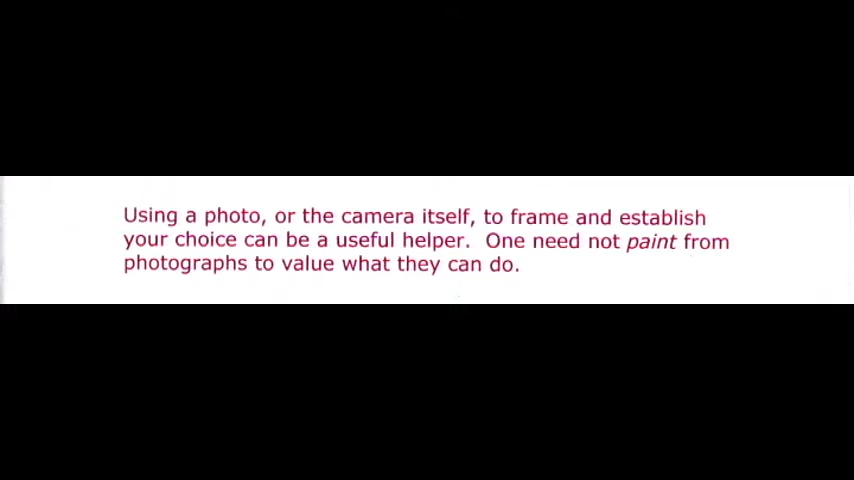 Using a photo, or the camera itself, to frame and establish
your choice can be a useful helper.  One need not paint from
photographs to value what they can do.